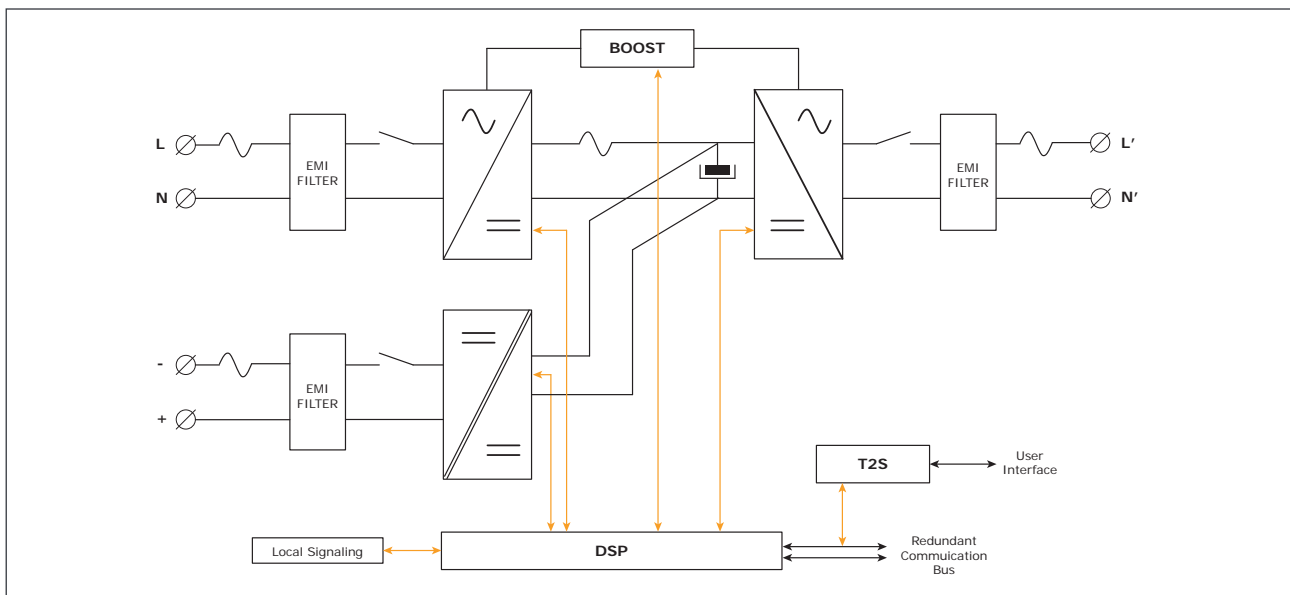 BOOST
L
EMI
FILTER
EMI
FILTER
L'
N
N'
-
EMI
FILTER
+
T2S
User
Interface
Local Signaling
DSP
Redundant
Commuication
Bus